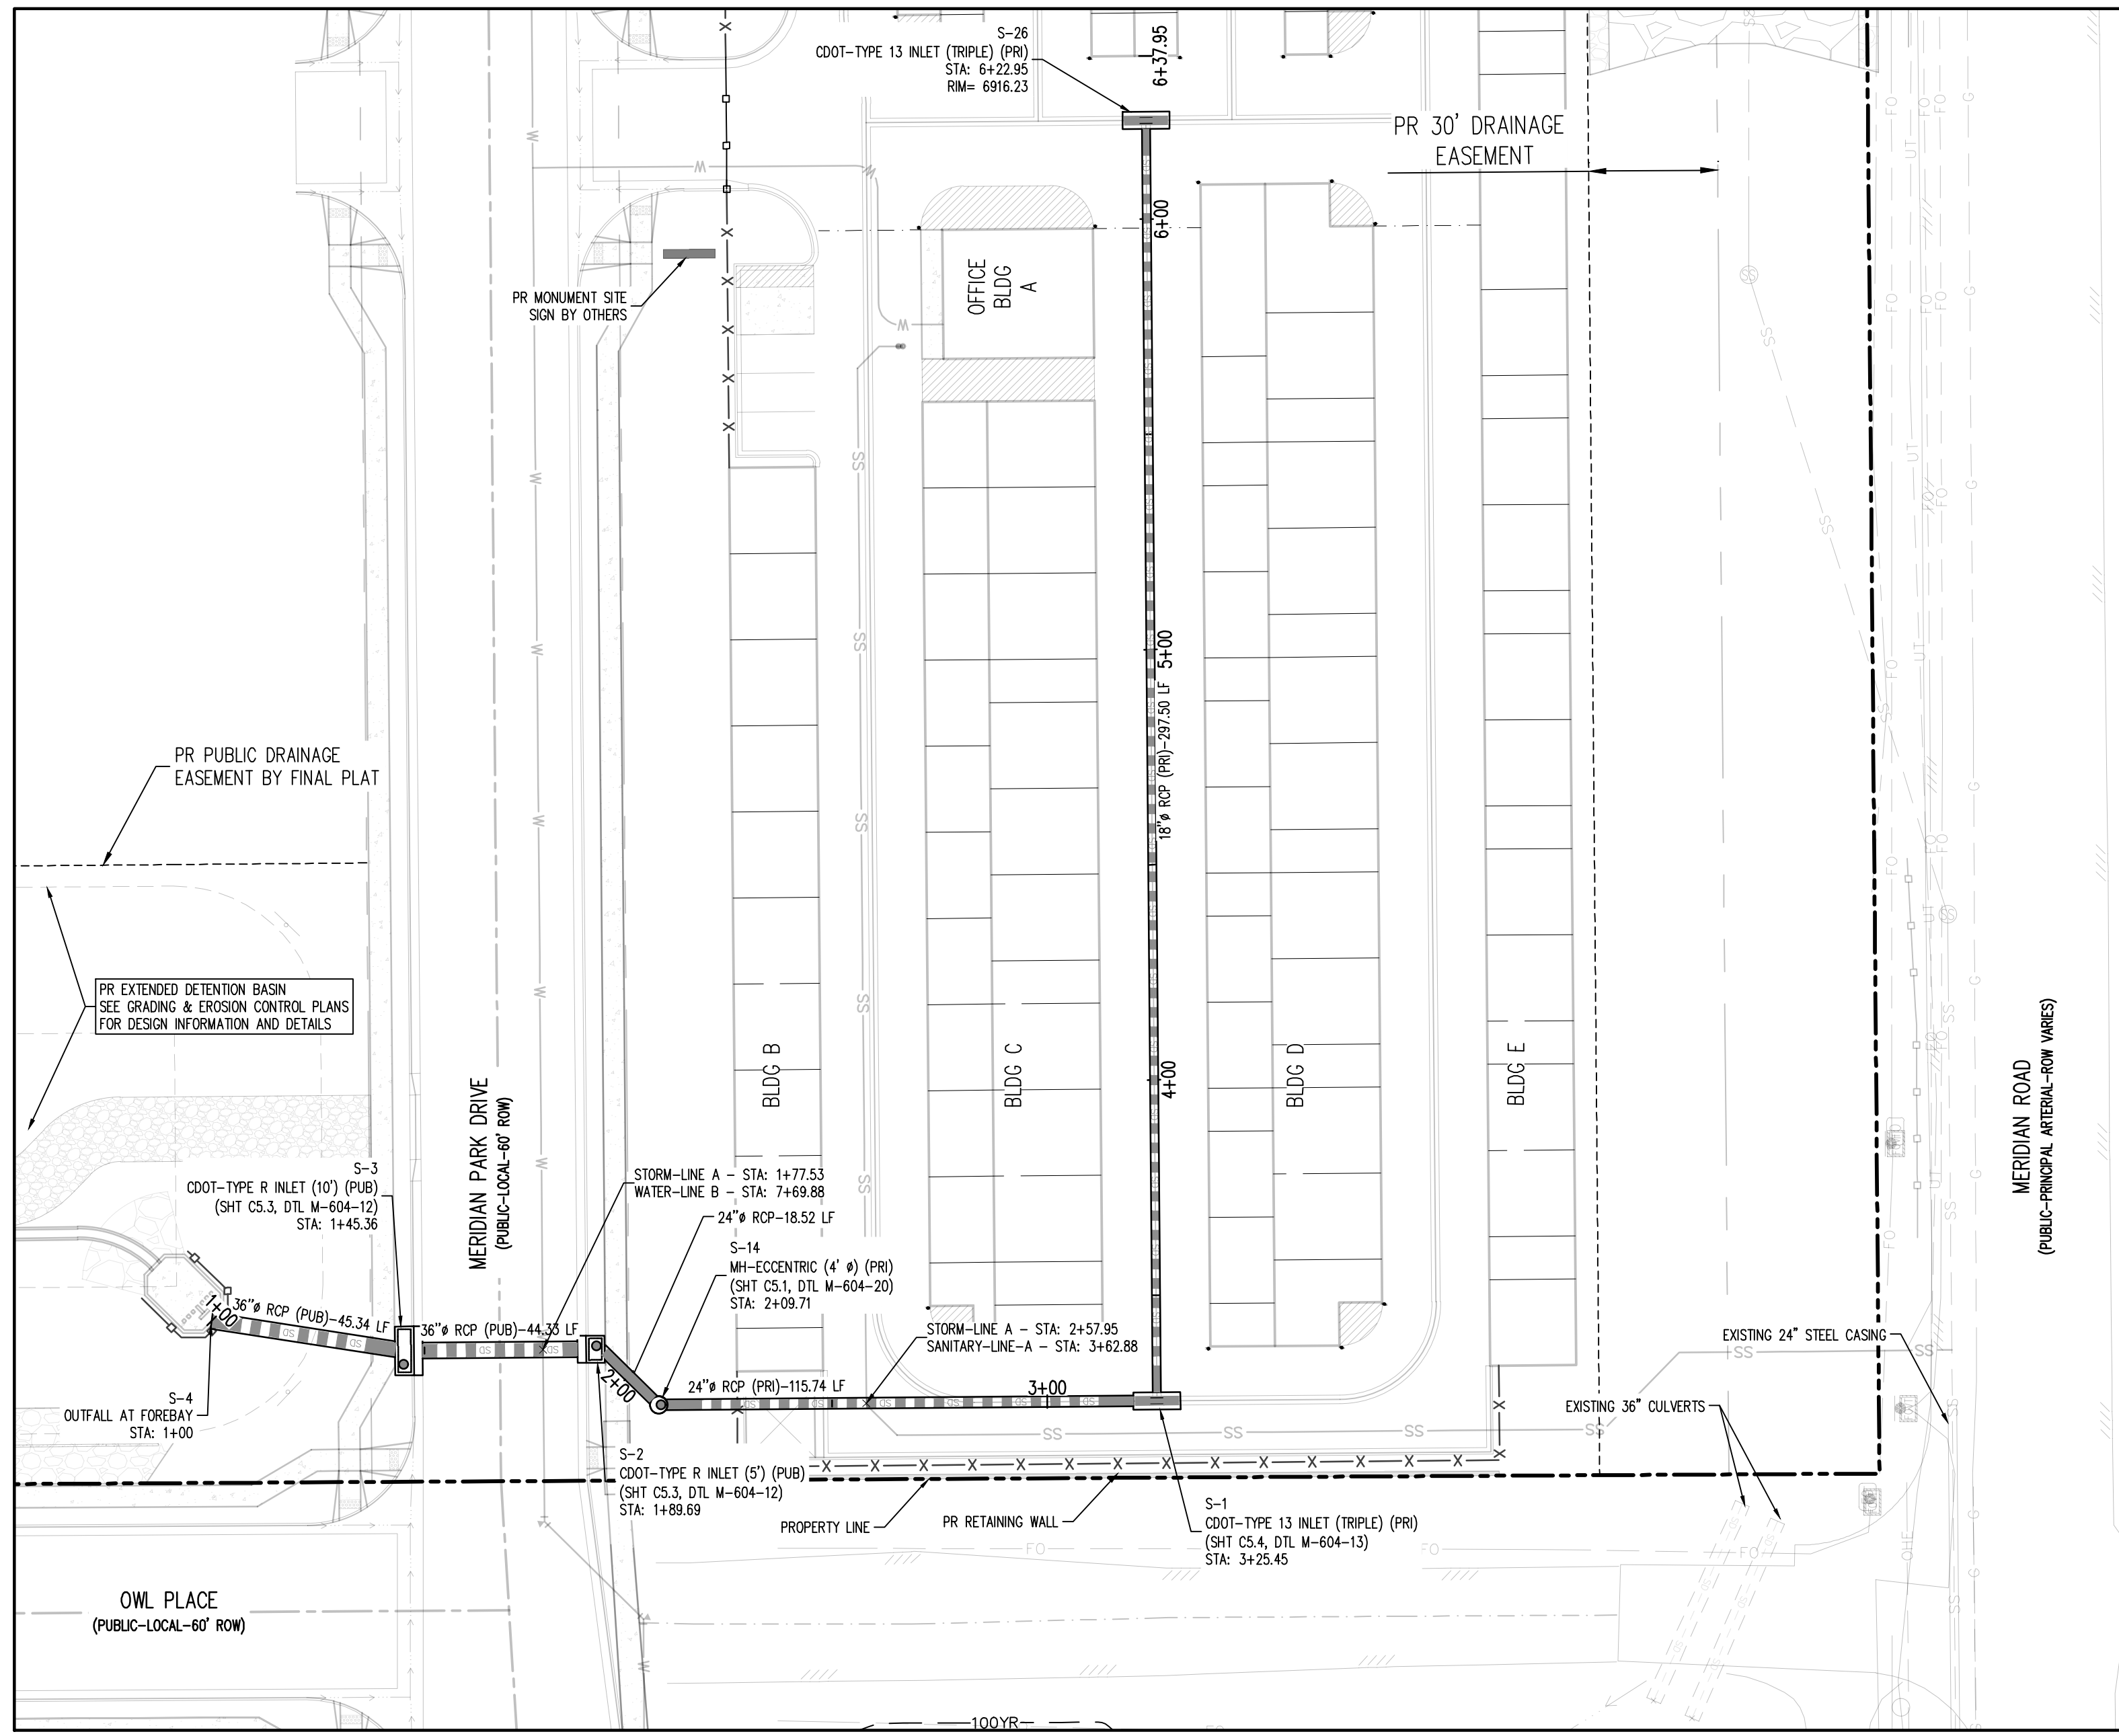 S-26
CDOT-TYPE 13 INLET (TRIPLE) (PRI)
STA: 6+22.95
RIM= 6916.23
6+37.95
PR 30' DRAINAGE
EASEMENT
6+00
OFFICE
BLDG
A
PR MONUMENT SITE
SIGN BY OTHERS
5+00
18"ø RCP (PRI)-297.50 LF
PR PUBLIC DRAINAGE
EASEMENT BY FINAL PLAT
PR EXTENDED DETENTION BASIN
SEE GRADING & EROSION CONTROL PLANS
FOR DESIGN INFORMATION AND DETAILS
4+00
BLDG B
BLDG C
BLDG D
BLDG E
MERIDIAN PARK DRIVE
(PUBLIC-LOCAL-60' ROW)
MERIDIAN ROAD
(PUBLIC-PRINCIPAL ARTERIAL-ROW VARIES)
S-3
CDOT-TYPE R INLET (10') (PUB)
(SHT C5.3, DTL M-604-12)
STA: 1+45.36
STORM-LINE A - STA: 1+77.53
WATER-LINE B - STA: 7+69.88
24"ø RCP-18.52 LF
S-14
MH-ECCENTRIC (4' ø) (PRI)
(SHT C5.1, DTL M-604-20)
STA: 2+09.71
1+00
36"ø RCP (PUB)-45.34 LF
36"ø RCP (PUB)-44.33 LF
STORM-LINE A - STA: 2+57.95
SANITARY-LINE-A - STA: 3+62.88
EXISTING 24" STEEL CASING
2+00
24"ø RCP (PRI)-115.74 LF
3+00
S-4
OUTFALL AT FOREBAY
STA: 1+00
EXISTING 36" CULVERTS
S-2
CDOT-TYPE R INLET (5') (PUB)
(SHT C5.3, DTL M-604-12)
STA: 1+89.69
PROPERTY LINE
PR RETAINING WALL
S-1
CDOT-TYPE 13 INLET (TRIPLE) (PRI)
(SHT C5.4, DTL M-604-13)
STA: 3+25.45
OWL PLACE
(PUBLIC-LOCAL-60' ROW)
100YR